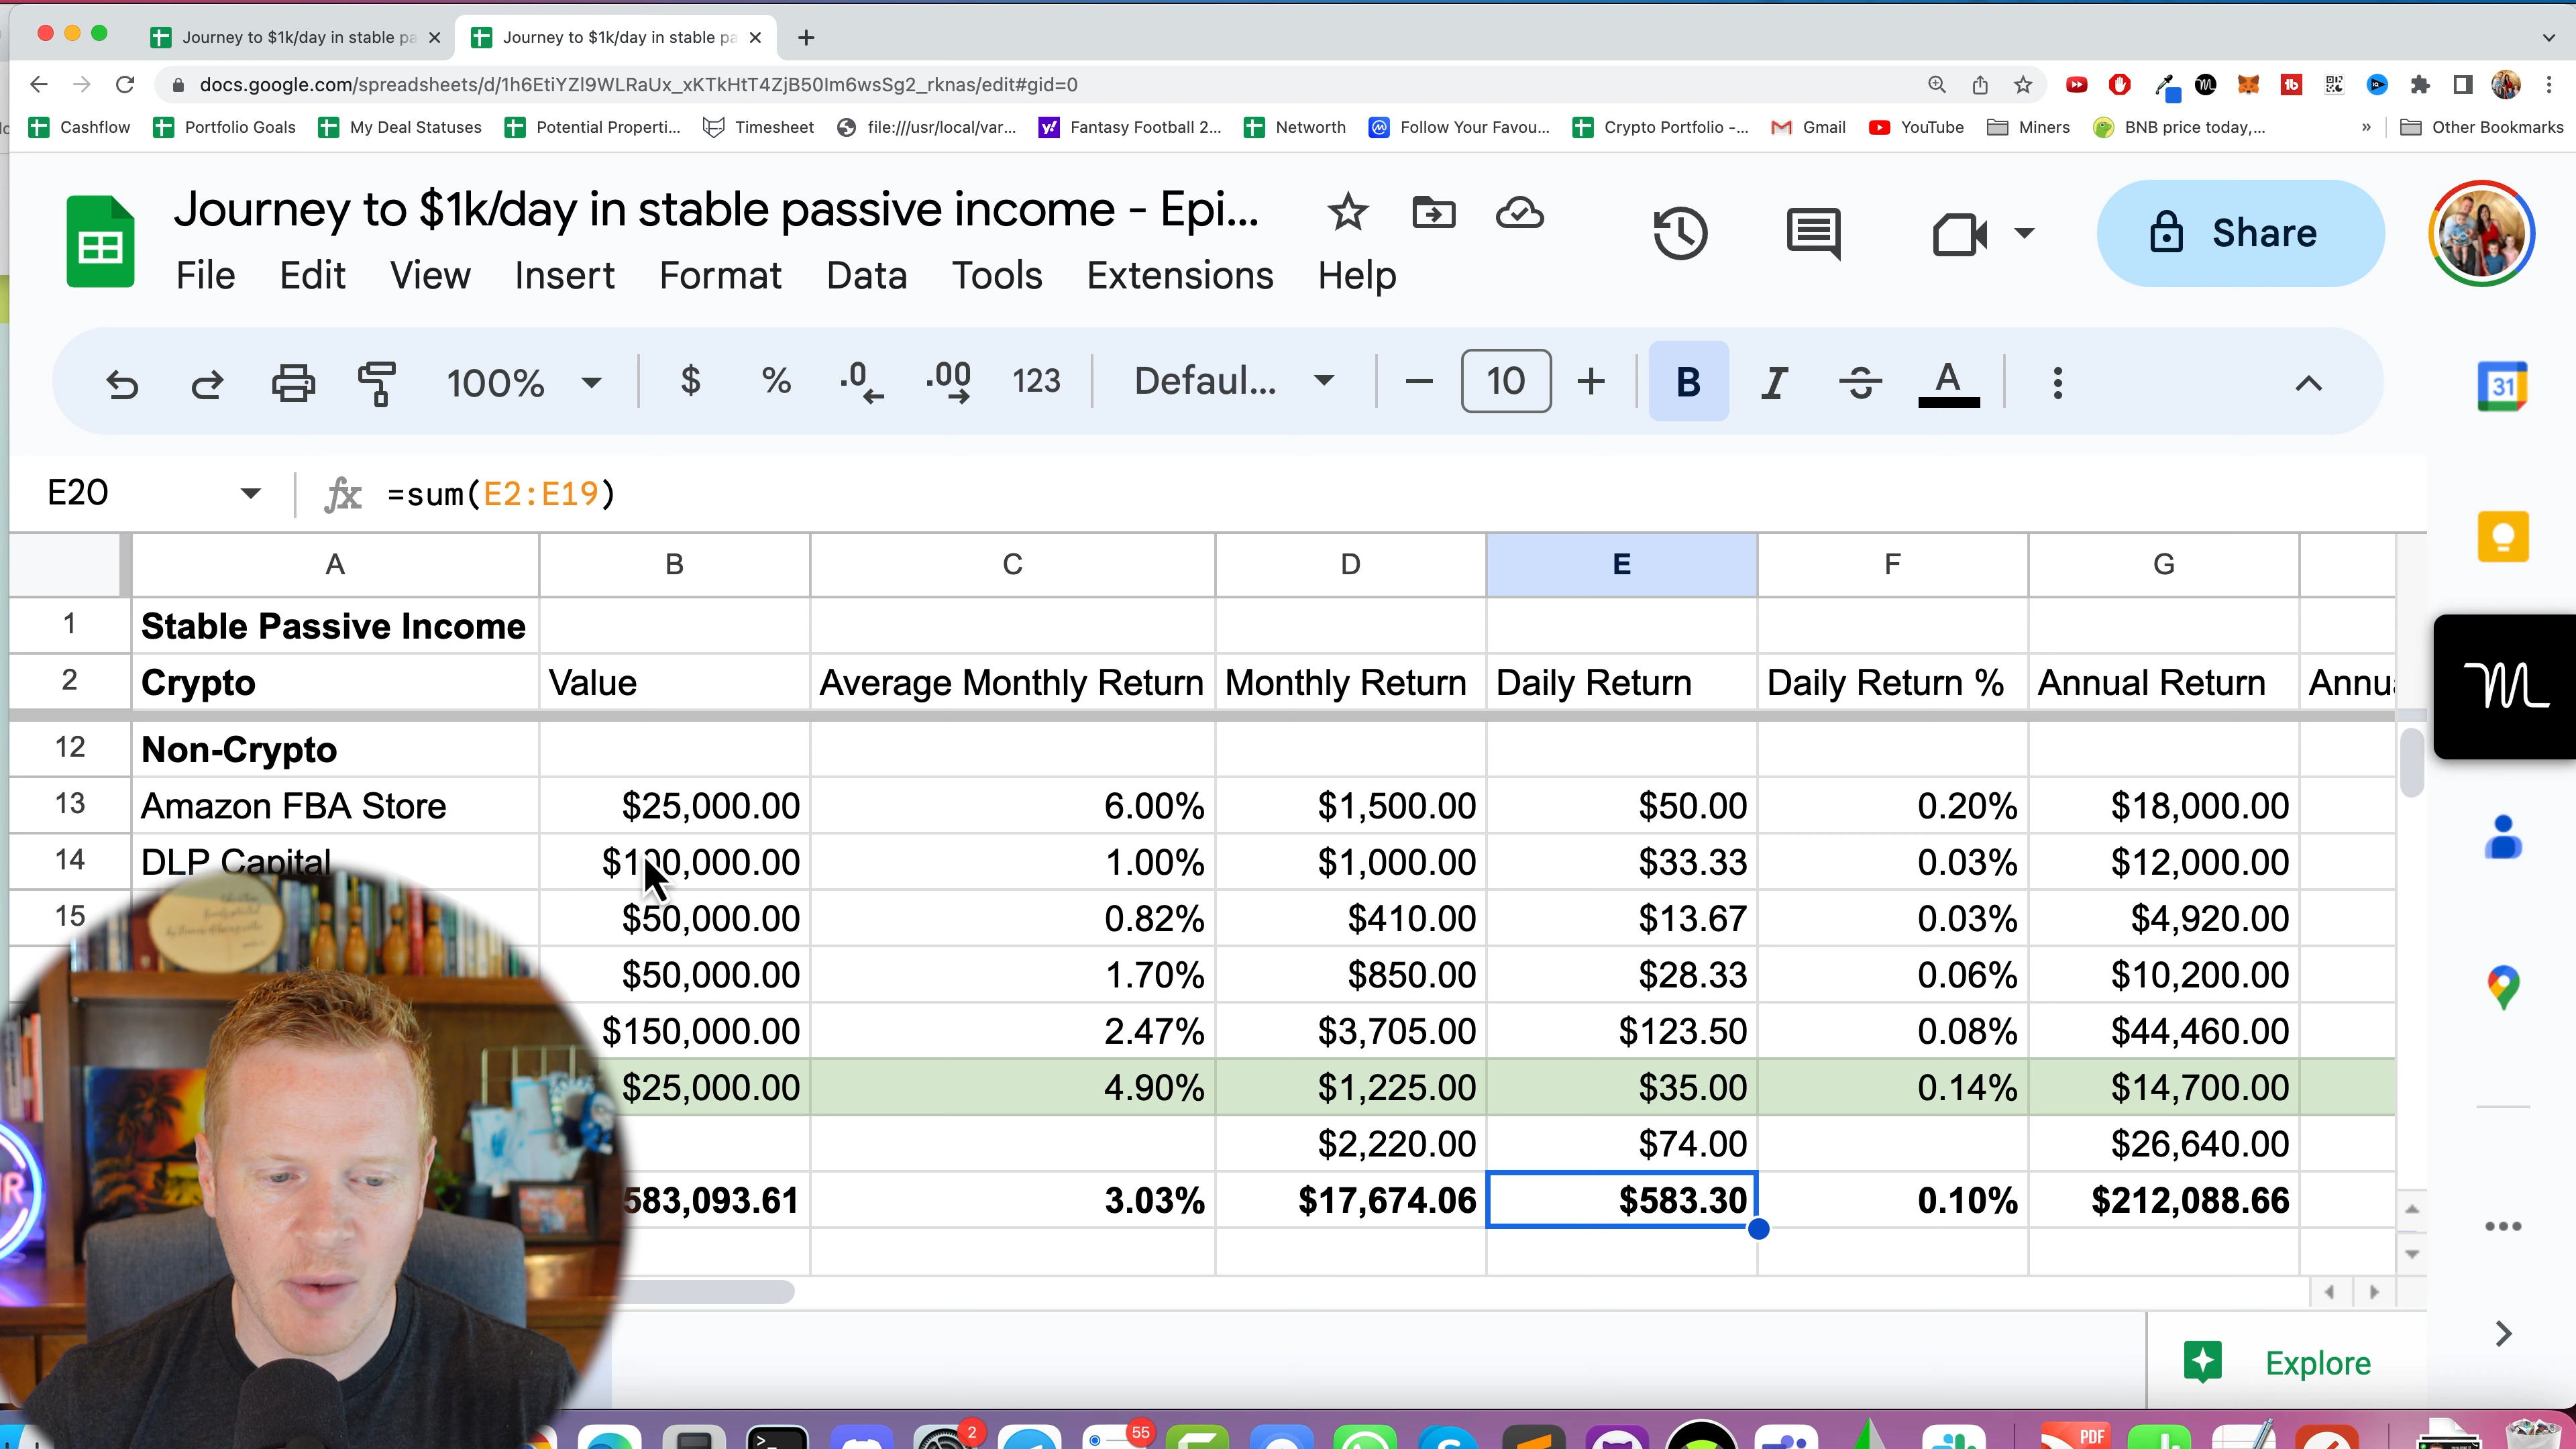 Journey to $1k/day in stable pa
Journey to $1k/day in stable pa
docs.google.com/spreadsheets/d/1h6EtiYZl9WLRaUx_xKTkHtT4ZjB50Im6wsSg2_rknas/edit#gid=0
Cashflow Portfolio Goals My Deal Statuses Potential Properti... Timesheet file:///usr/local/var... Fantasy Football 2... Networth Follow Your Favou... Crypto Portfolio -... Gmail YouTube Miners BNB price today,... » Other Bookmarks
Journey to $1k/day in stable passive income - Epi...
Share
File Edit View Insert Format Data Tools Extensions Help
100% $ % .0 .00 123 Defaul... − 10 + B I S A
31
E20 fx =sum(E2:E19)
A B C D E F G
1 Stable Passive Income
2 Crypto Value Average Monthly Return Monthly Return Daily Return Daily Return % Annual Return Annu
12 Non-Crypto
13 Amazon FBA Store $25,000.00 6.00% $1,500.00 $50.00 0.20% $18,000.00
14 DLP Capital $100,000.00 1.00% $1,000.00 $33.33 0.03% $12,000.00
15 $50,000.00 0.82% $410.00 $13.67 0.03% $4,920.00
$50,000.00 1.70% $850.00 $28.33 0.06% $10,200.00
$150,000.00 2.47% $3,705.00 $123.50 0.08% $44,460.00
$25,000.00 4.90% $1,225.00 $35.00 0.14% $14,700.00
$2,220.00 $74.00 $26,640.00
583,093.61 3.03% $17,674.06 $583.30 0.10% $212,088.66
Explore
2 55 PDF